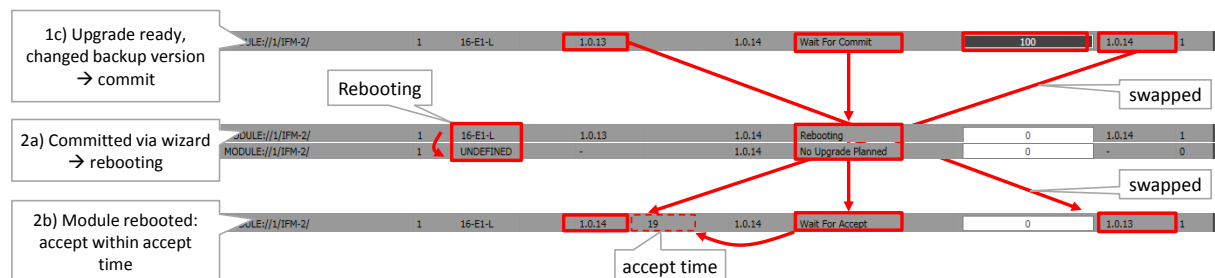 1c) Upgrade ready,
changed backup version
→ commit
MODULE://1/IFM-2/ 1 16-E1-L 1.0.13 1.0.14 Wait For Commit 100 1.0.14 1
Rebooting
swapped
2a) Committed via wizard
→ rebooting
MODULE://1/IFM-2/ 1 16-E1-L 1.0.13 1.0.14 Rebooting 0 1.0.14 1
MODULE://1/IFM-2/ 1 UNDEFINED - 1.0.14 No Upgrade Planned 0 - 0
swapped
2b) Module rebooted:
accept within accept
time
MODULE://1/IFM-2/ 1 16-E1-L 1.0.14 19 1.0.14 Wait For Accept 0 1.0.13 1
accept time